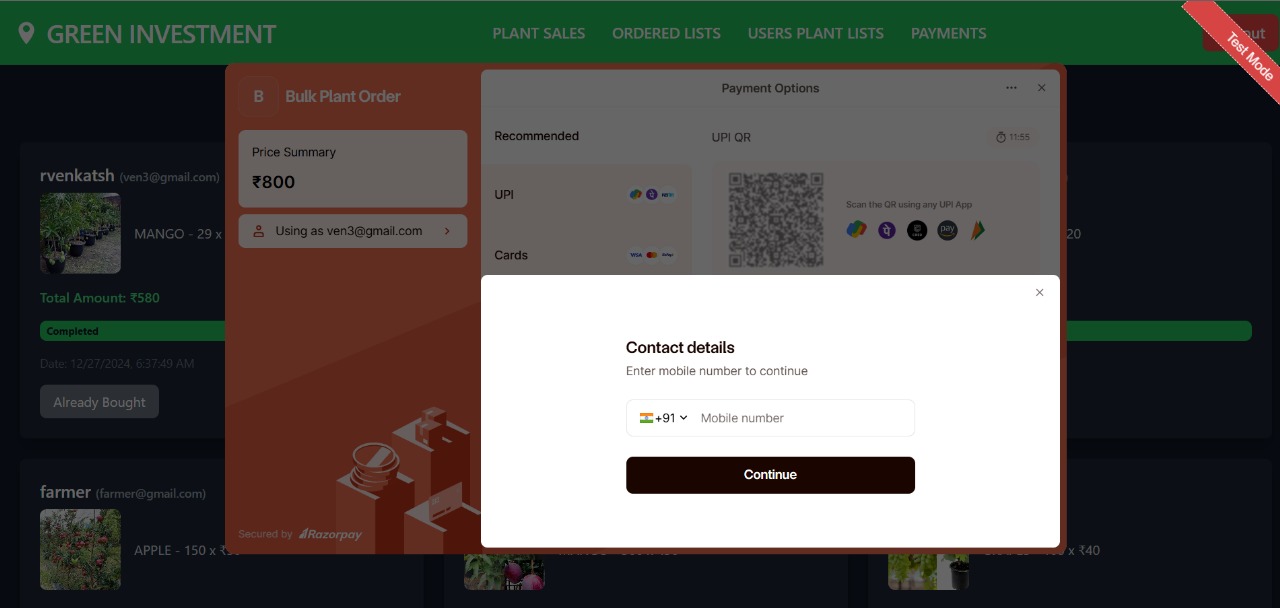 GREEN INVESTMENT
PLANT SALES
ORDERED LISTS
USERS PLANT LISTS
PAYMENTS
Test Mode
B
Bulk Plant Order
Price Summary
₹800
Using as ven3@gmail.com
Secured by Razorpay
Payment Options
Recommended
UPI
Cards
VISA
UPI QR
11:55
Scan the QR using any UPI App
pay
Contact details
Enter mobile number to continue
+91 Mobile number
Continue
rvenkatsh (ven3@gmail.com)
MANGO - 29 x
Total Amount: ₹580
Completed
Date: 12/27/2024, 6:37:49 AM
Already Bought
20
farmer (farmer@gmail.com)
APPLE - 150 x
x ₹40